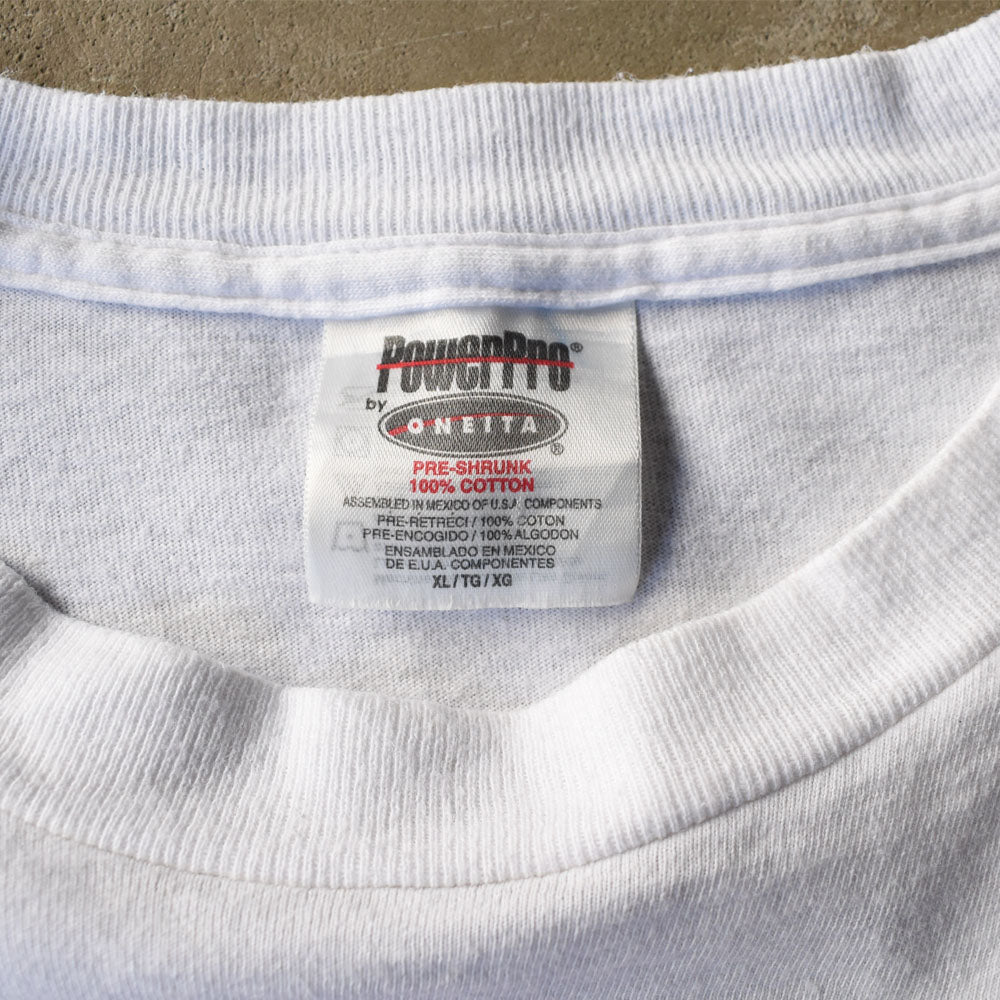 PowerPro®
by ONEITA®
PRE-SHRUNK
100% COTTON
ASSEMBLED IN MEXICO OF U.S.A. COMPONENTS
PRE-RETRECI / 100% COTON
PRE-ENCOGIDO / 100% ALGODON
ENSAMBLADO EN MEXICO
DE E.U.A. COMPONENTES
XL / TG / XG